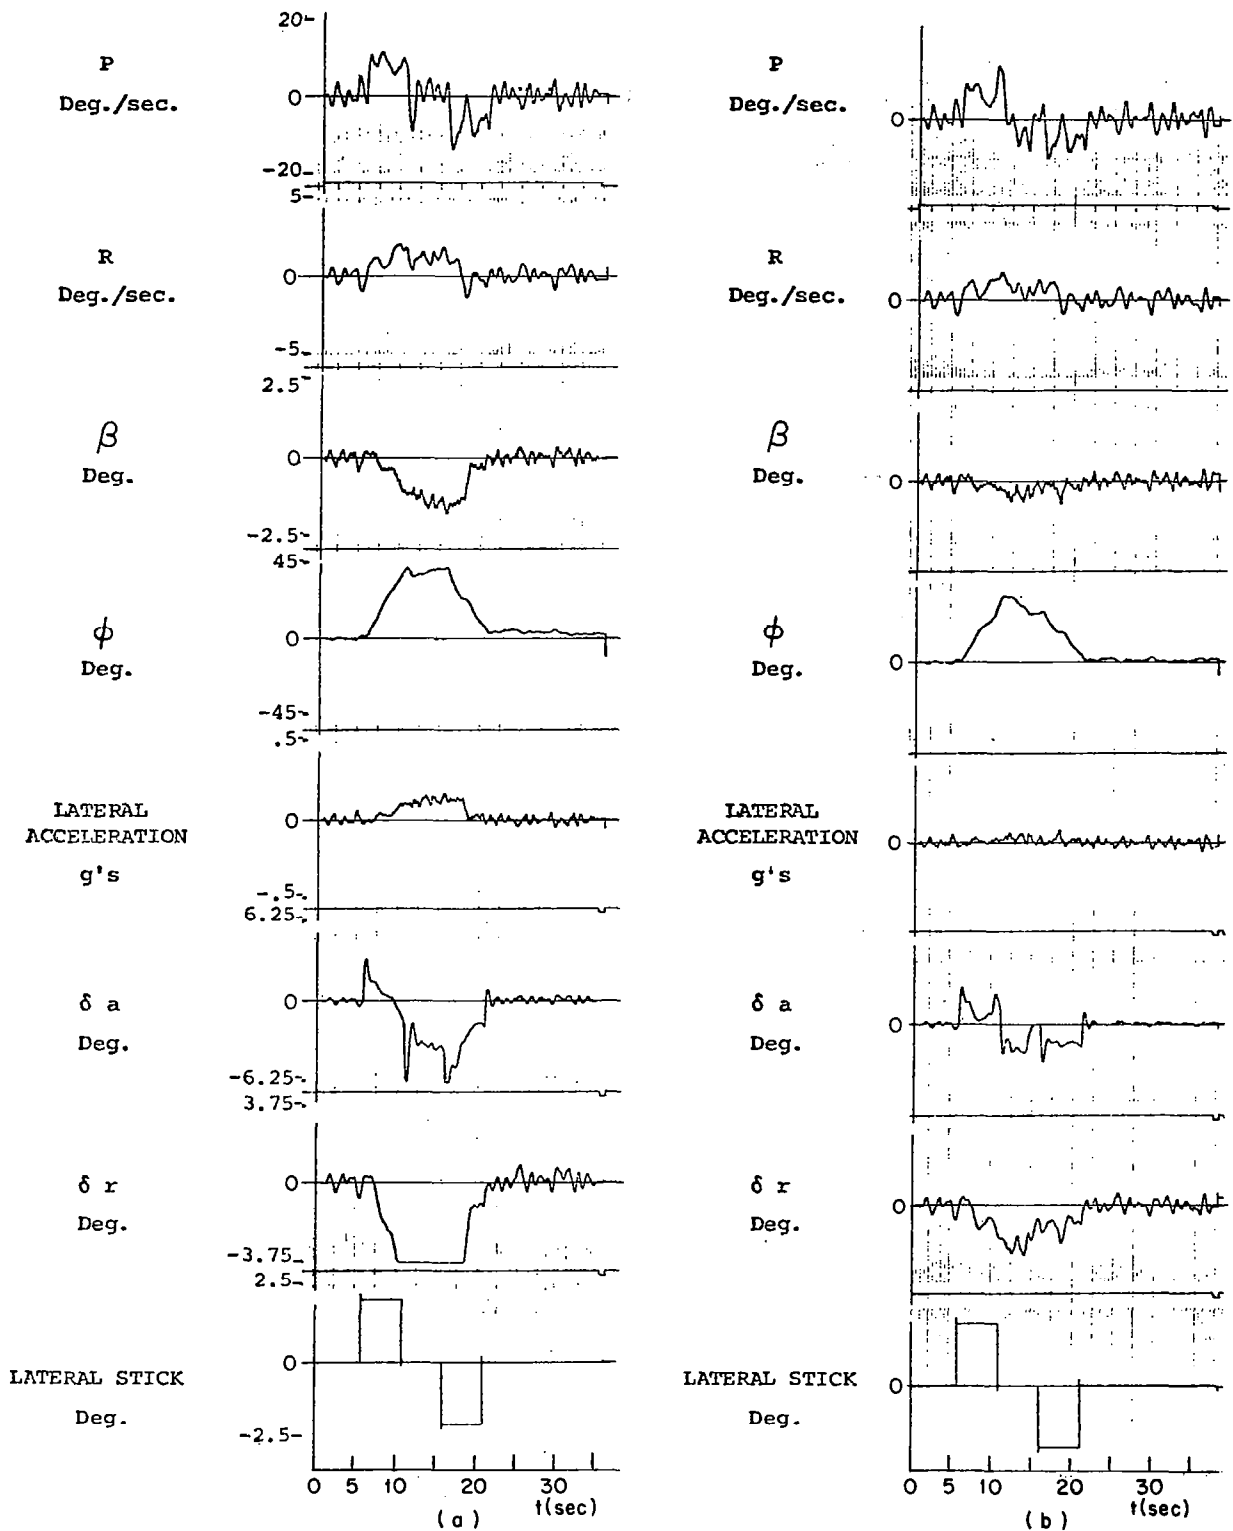 20-
P
Deg./sec.
0
-20
5-
R
Deg./sec.
0
-5
2.5-
β
Deg.
0
-2.5-
45-
ϕ
Deg.
0
-45-
.5-
LATERAL
ACCELERATION
g's
0
-.5-
6.25-
δ a
Deg.
0
-6.25-
3.75-
δ r
Deg.
0
-3.75
2.5-
LATERAL STICK
Deg.
0
-2.5-
0 5 10 20 30
t(sec)
(a)
P
Deg./sec.
0
R
Deg./sec.
0
β
Deg.
0
ϕ
Deg.
0
LATERAL
ACCELERATION
g's
0
δ a
Deg.
0
δ r
Deg.
0
LATERAL STICK
Deg.
0
0 5 10 20 30
t(sec)
(b)